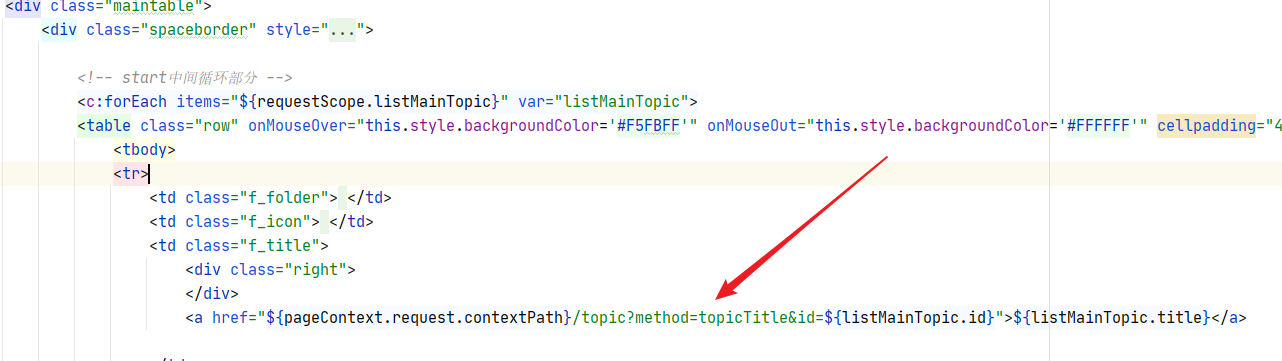 <div class="maintable">
<div class="spaceborder" style="...">
<!-- start中间循环部分 -->
<c:forEach items="${requestScope.listMainTopic}" var="listMainTopic">
<table class="row" onMouseOver="this.style.backgroundColor='#F5FBFF'" onMouseOut="this.style.backgroundColor='#FFFFFF'" cellpadding="4
<tbody>
<tr>
<td class="f_folder"> </td>
<td class="f_icon"> </td>
<td class="f_title">
<div class="right">
</div>
<a href="${pageContext.request.contextPath}/topic?method=topicTitle&id=${listMainTopic.id}">${listMainTopic.title}</a>